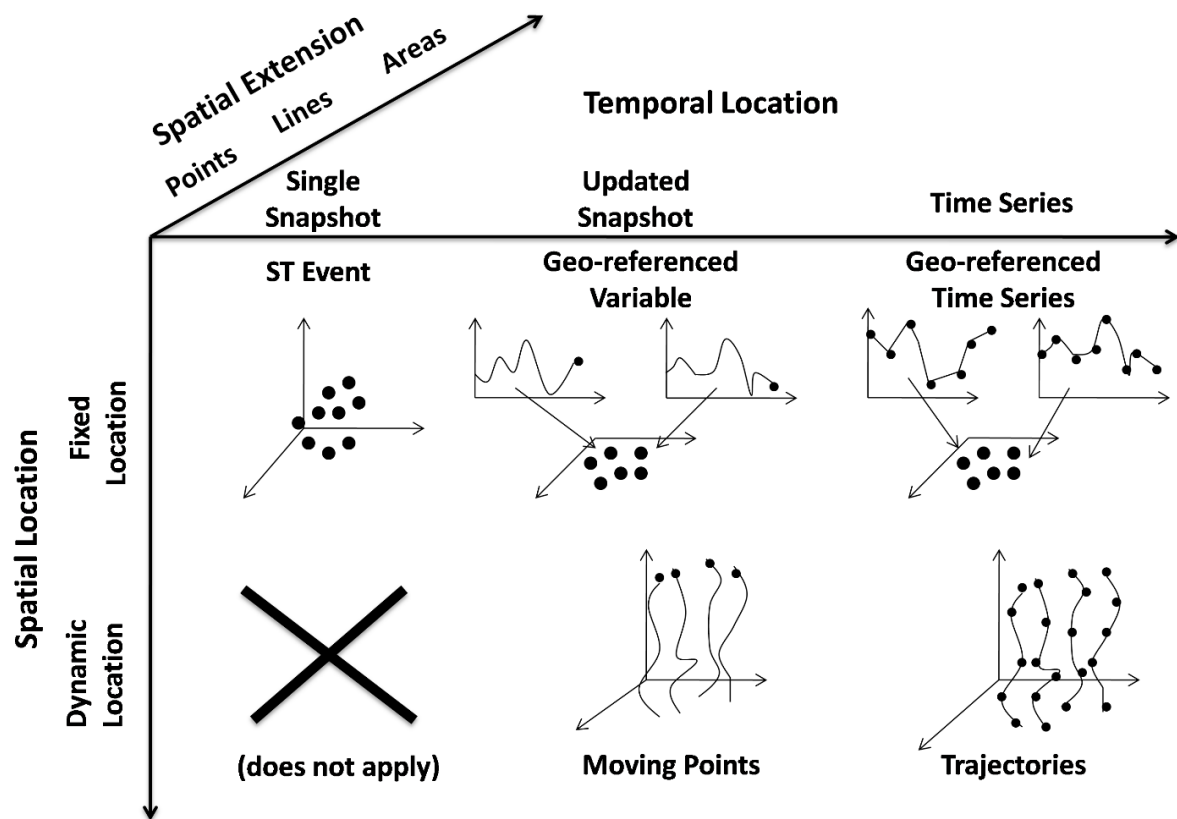 Spatial Extension
Points
Lines
Areas
Temporal Location
Single
Snapshot
Updated
Snapshot
Time Series
Spatial Location
Fixed
Location
ST Event
Geo-referenced
Variable
Geo-referenced
Time Series
Dynamic
Location
(does not apply)
Moving Points
Trajectories